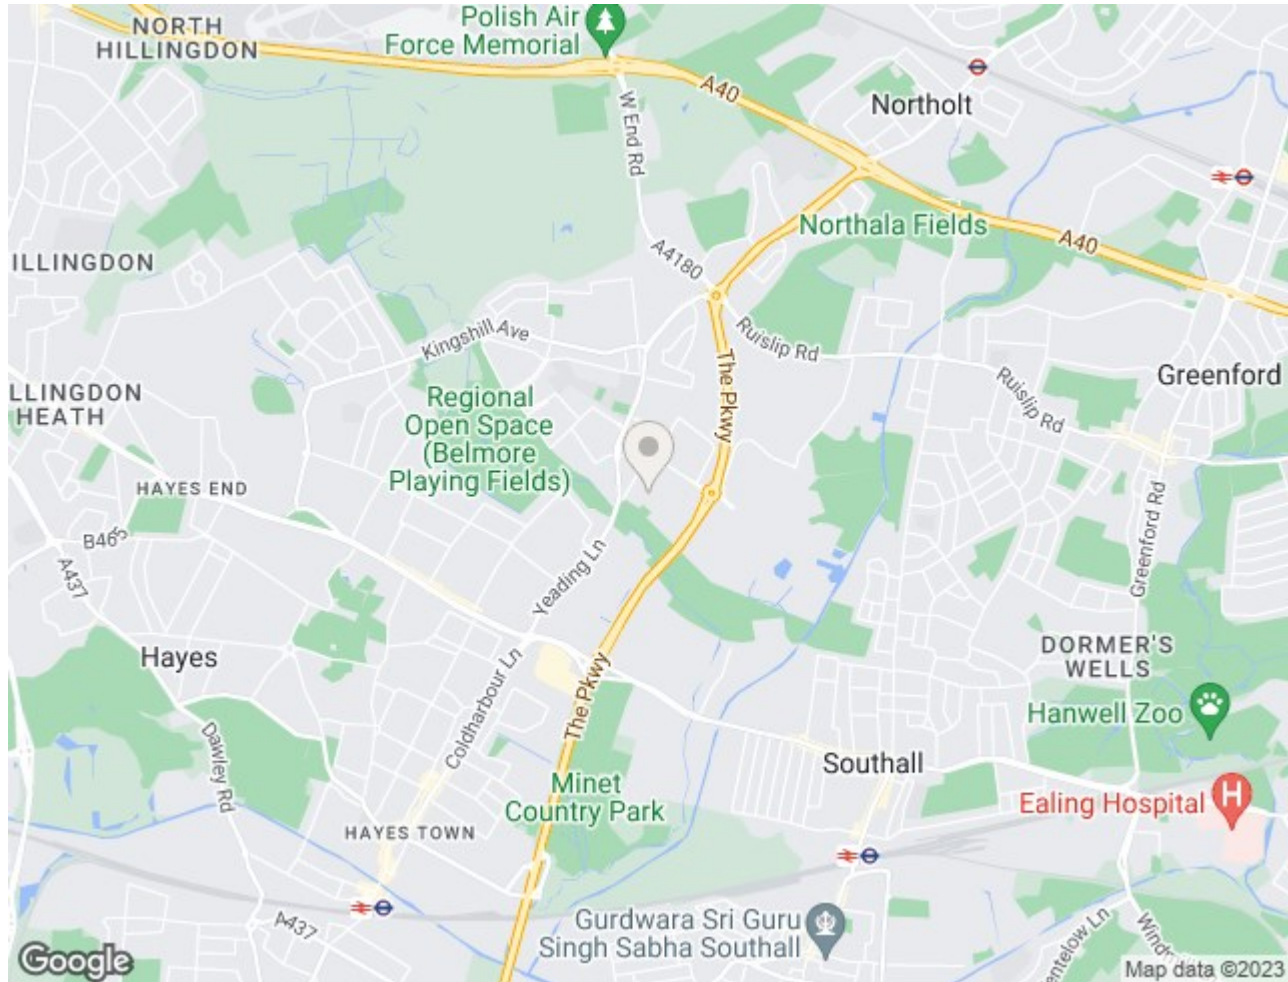 NORTH
HILLINGDON
Polish Air
Force Memorial
A40
Northolt
W End Rd
Northala Fields
A40
ILLINGDON
A4180
Kingshill Ave
Ruislip Rd
The Pkwy
Ruislip Rd
Greenford
LLINGDON
HEATH
Regional
Open Space
(Belmore
Playing Fields)
HAYES END
B465
A437
Yeading Ln
Greenford Rd
Hayes
DORMER'S
WELLS
Coldharbour Ln
The Pkwy
Hanwell Zoo
Dawley Rd
Southall
Minet
Country Park
Ealing Hospital
H
HAYES TOWN
A437
Gurdwara Sri Guru
Singh Sabha Southall
entelow Ln
Google
Map data ©2023